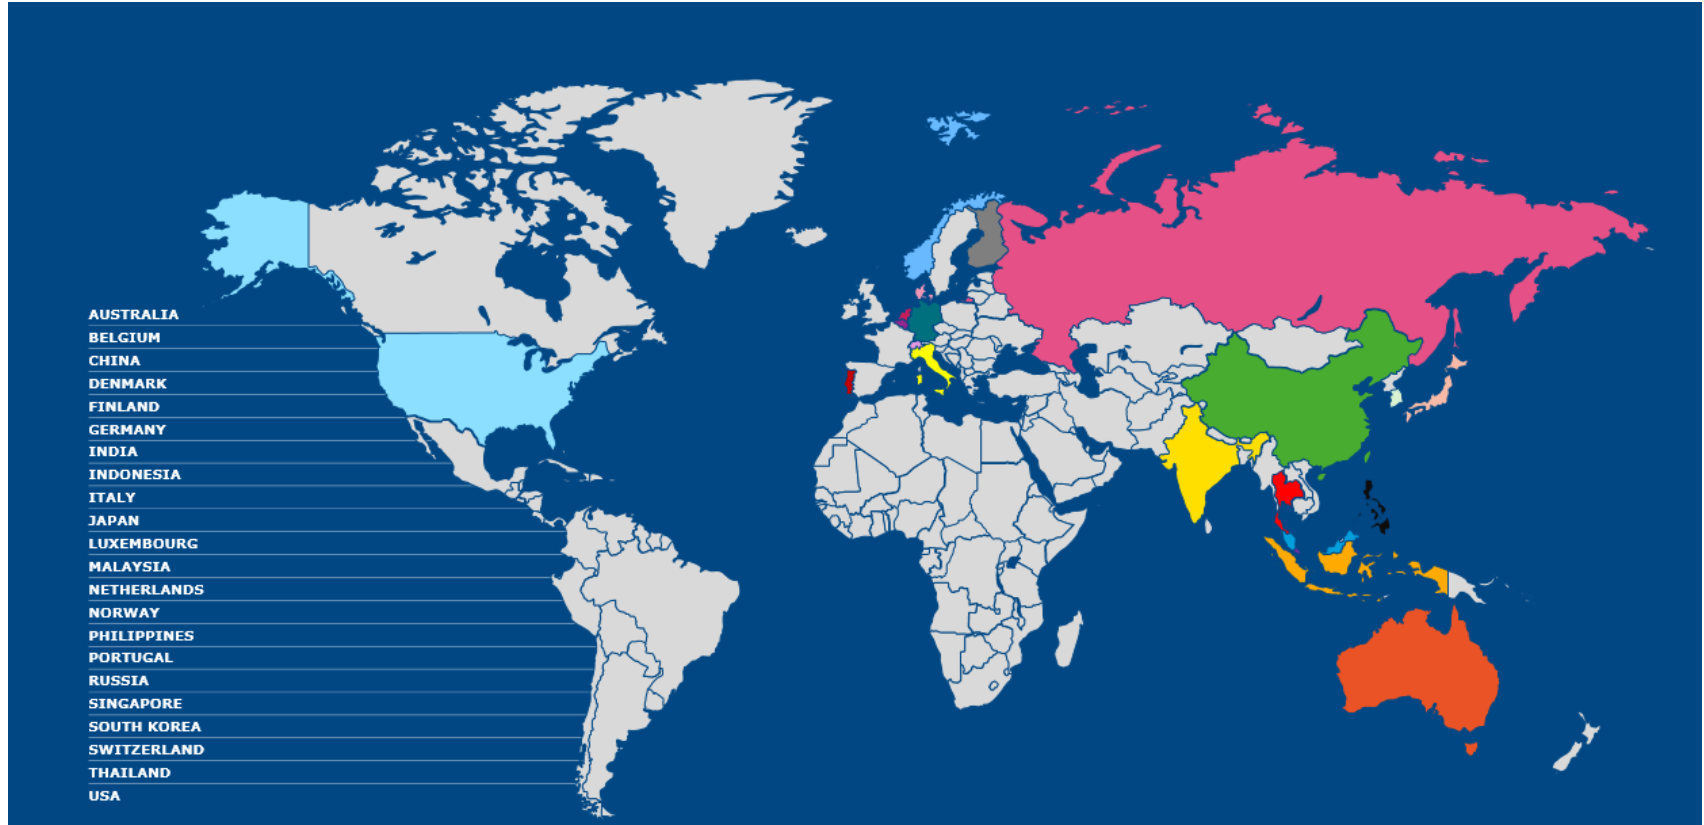 AUSTRALIA
BELGIUM
CHINA
DENMARK
FINLAND
GERMANY
INDIA
INDONESIA
ITALY
JAPAN
LUXEMBOURG
MALAYSIA
NETHERLANDS
NORWAY
PHILIPPINES
PORTUGAL
RUSSIA
SINGAPORE
SOUTH KOREA
SWITZERLAND
THAILAND
USA